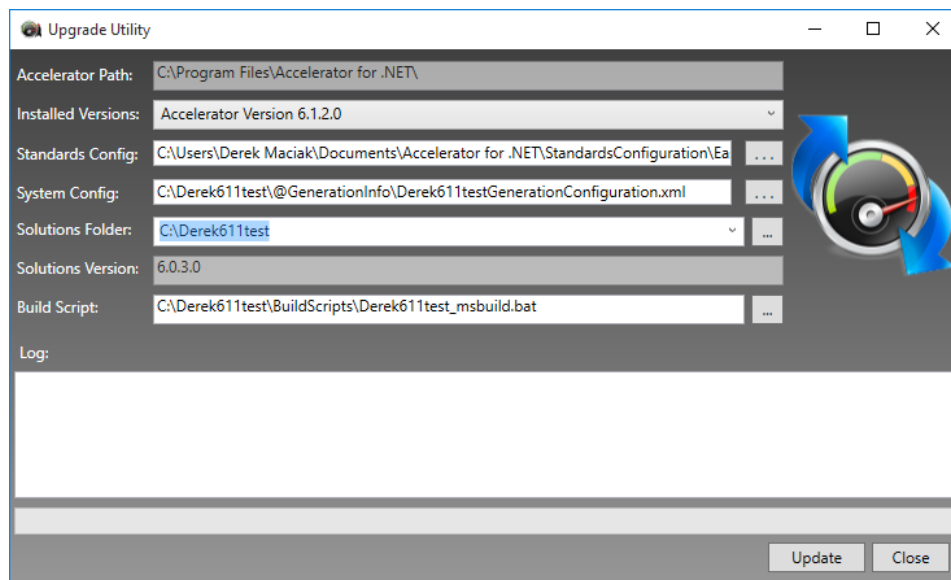 Upgrade Utility
Accelerator Path: C:\Program Files\Accelerator for .NET\
Installed Versions: Accelerator Version 6.1.2.0
Standards Config: C:\Users\Derek Maciak\Documents\Accelerator for .NET\StandardsConfiguration\Ea ...
System Config: C:\Derek611test\@GenerationInfo\Derek611testGenerationConfiguration.xml ...
Solutions Folder: C:\Derek611test ...
Solutions Version: 6.0.3.0
Build Script: C:\Derek611test\BuildScripts\Derek611test_msbuild.bat ...
Log:
Update Close